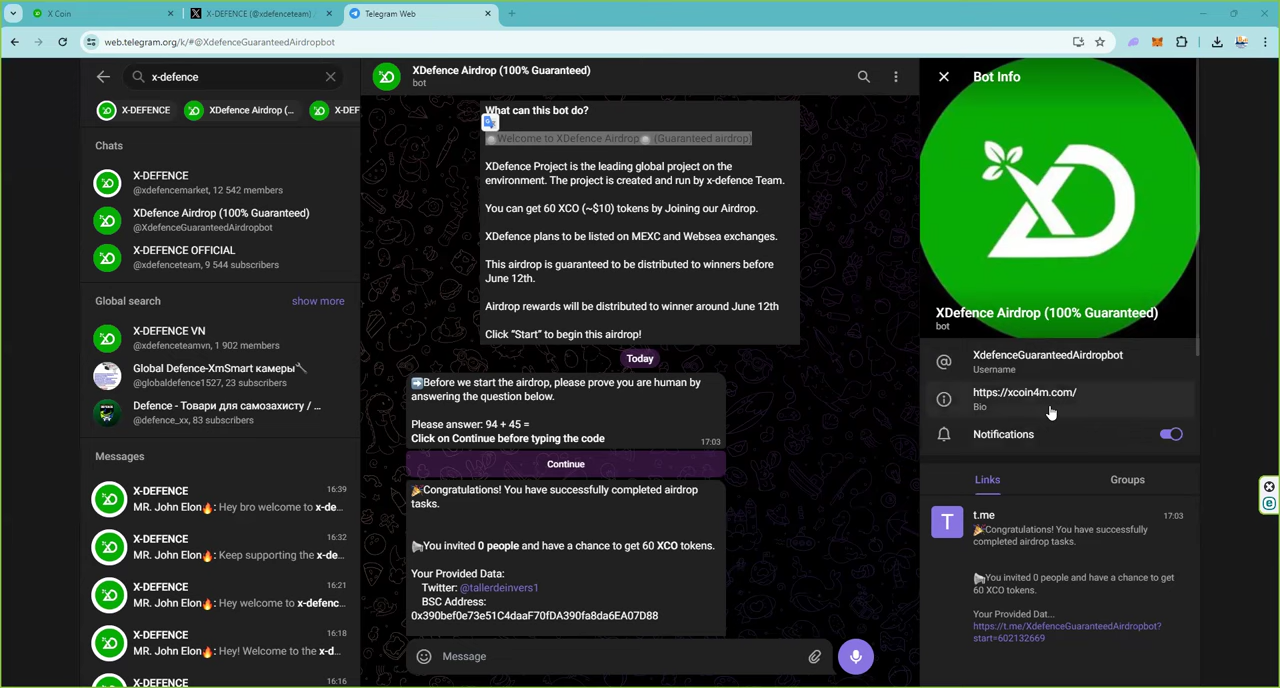 X Coin
X-DEFENCE (@xdefenceteam)
Telegram Web
web.telegram.org/k/#@XdefenceGuaranteedAirdropbot
x-defence
X-DEFENCE
XDefence Airdrop (...
X-DEF
Chats
X-DEFENCE
@xdefencemarket, 12 542 members
XDefence Airdrop (100% Guaranteed)
@XdefenceGuaranteedAirdropbot
X-DEFENCE OFFICIAL
@xdefenceteam, 9 544 subscribers
Global search
show more
X-DEFENCE VN
@xdefenceteamvn, 1 902 members
Global Defence-XmSmart камеры🔧
@globaldefence1527, 23 subscribers
Defence - Товари для самозахисту / ...
@defence_xx, 83 subscribers
Messages
X-DEFENCE 16:39
MR. John Elon🔥: Hey bro welcome to x-de...
X-DEFENCE 16:32
MR. John Elon🔥: Keep supporting the x-de...
X-DEFENCE 16:21
MR. John Elon🔥: Hey welcome to x-defenc...
X-DEFENCE 16:18
MR. John Elon🔥: Hey! Welcome to the x-d...
X-DEFENCE 16:16
XDefence Airdrop (100% Guaranteed)
bot
What can this bot do?
Welcome to XDefence Airdrop (Guaranteed airdrop)
XDefence Project is the leading global project on the
environment. The project is created and run by x-defence Team.
You can get 60 XCO (~$10) tokens by Joining our Airdrop.
XDefence plans to be listed on MEXC and Websea exchanges.
This airdrop is guaranteed to be distributed to winners before
June 12th.
Airdrop rewards will be distributed to winner around June 12th
Click “Start” to begin this airdrop!
Today
➡️Before we start the airdrop, please prove you are human by
answering the question below.
Please answer: 94 + 45 =
Click on Continue before typing the code
17:03
Continue
🎉Congratulations! You have successfully completed airdrop
tasks.
📢You invited 0 people and have a chance to get 60 XCO tokens.
Your Provided Data:
Twitter: @tallerdeinvers1
BSC Address:
0x390bef0e73e51C4daaF70fDA390fa8da6EA07D88
Message
Bot Info
XDefence Airdrop (100% Guaranteed)
bot
XdefenceGuaranteedAirdropbot
Username
https://xcoin4m.com/
Bio
Notifications
Links
Groups
T
t.me 17:03
🎉Congratulations! You have successfully
completed airdrop tasks.
📢You invited 0 people and have a chance to get
60 XCO tokens.
Your Provided Dat...
https://t.me/XdefenceGuaranteedAirdropbot?
start=602132669